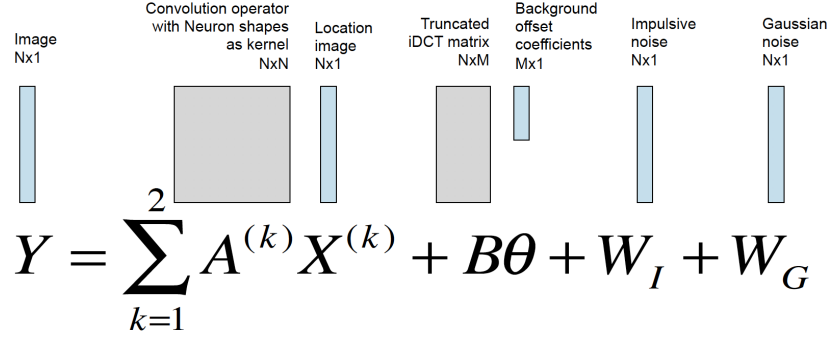 Image
Nx1
Convolution operator
with Neuron shapes
as kernel
NxN
Location
image
Nx1
Truncated
iDCT matrix
NxM
Background
offset
coefficients
Mx1
Impulsive
noise
Nx1
Gaussian
noise
Nx1
Y = ∑_{k=1}^{2} A^{(k)} X^{(k)} + Bθ + W_I + W_G